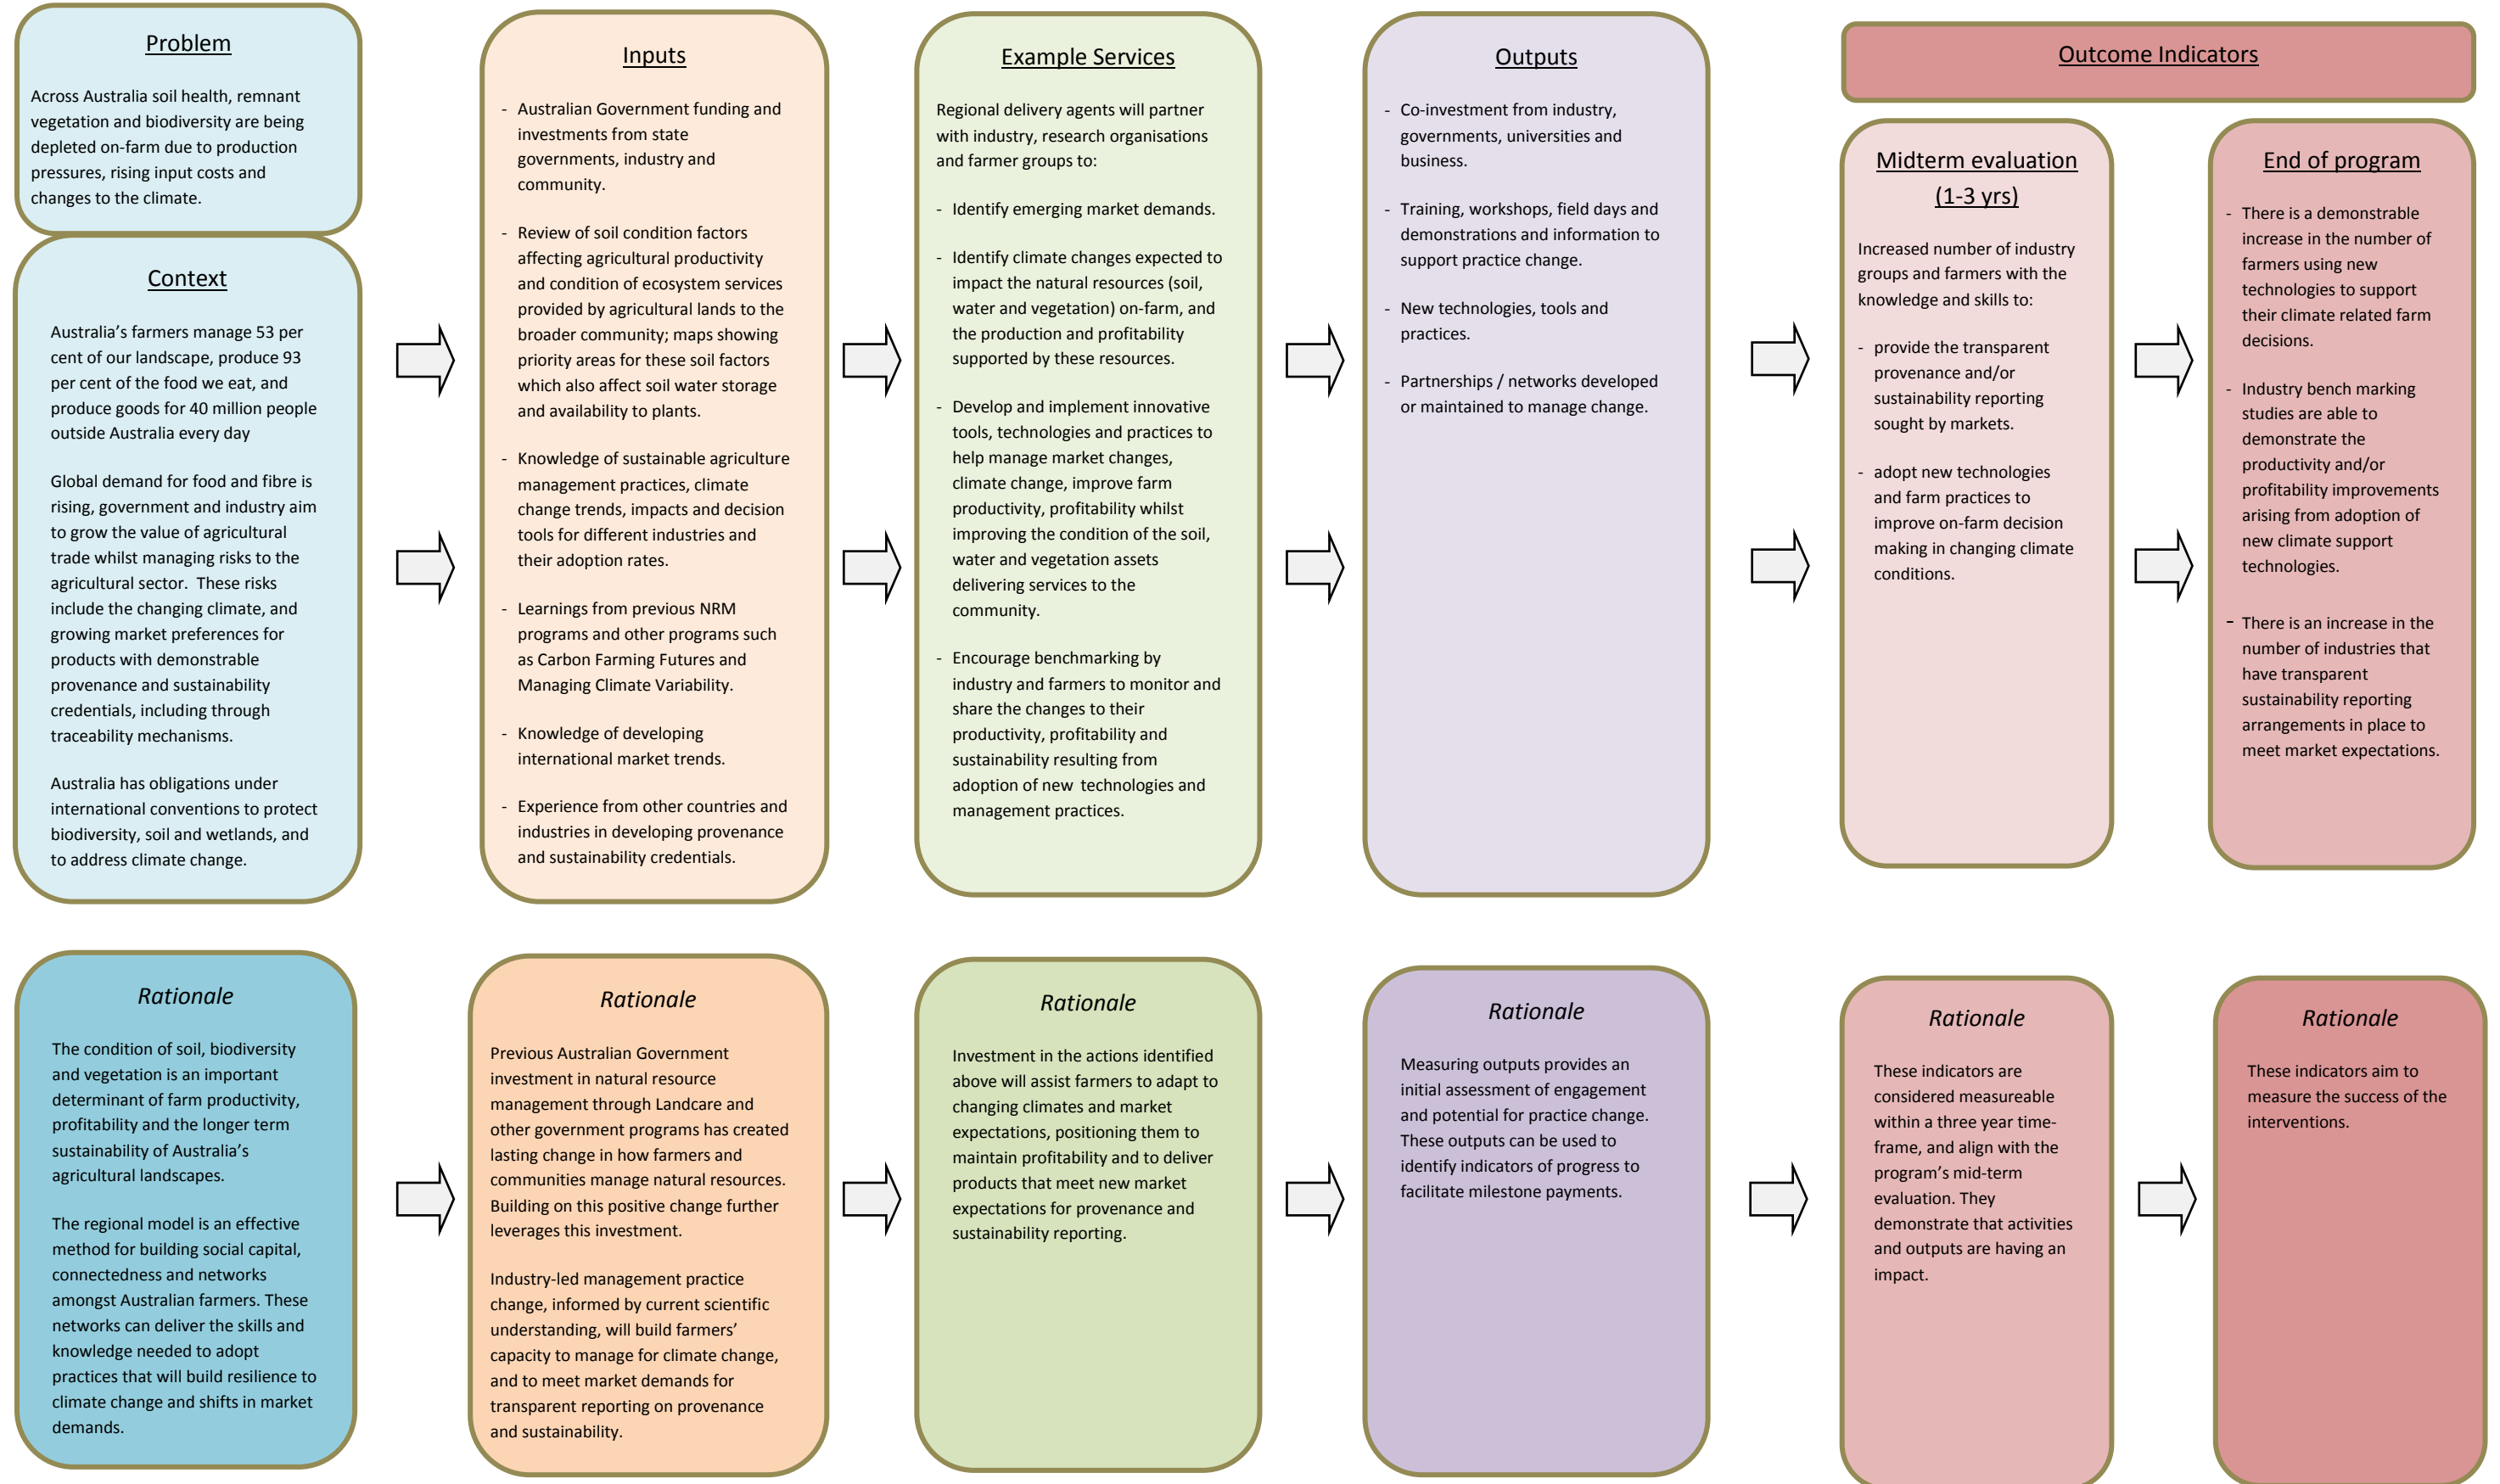 Problem
Across Australia soil health, remnant
vegetation and biodiversity are being
depleted on-farm due to production
pressures, rising input costs and
changes to the climate.
Context
Australia’s farmers manage 53 per
cent of our landscape, produce 93
per cent of the food we eat, and
produce goods for 40 million people
outside Australia every day
Global demand for food and fibre is
rising, government and industry aim
to grow the value of agricultural
trade whilst managing risks to the
agricultural sector.  These risks
include the changing climate, and
growing market preferences for
products with demonstrable
provenance and sustainability
credentials, including through
traceability mechanisms.
Australia has obligations under
international conventions to protect
biodiversity, soil and wetlands, and
to address climate change.
Inputs
- Australian Government funding and
investments from state
governments, industry and
community.
- Review of soil condition factors
affecting agricultural productivity
and condition of ecosystem services
provided by agricultural lands to the
broader community; maps showing
priority areas for these soil factors
which also affect soil water storage
and availability to plants.
- Knowledge of sustainable agriculture
management practices, climate
change trends, impacts and decision
tools for different industries and
their adoption rates.
- Learnings from previous NRM
programs and other programs such
as Carbon Farming Futures and
Managing Climate Variability.
- Knowledge of developing
international market trends.
- Experience from other countries and
industries in developing provenance
and sustainability credentials.
Example Services
Regional delivery agents will partner
with industry, research organisations
and farmer groups to:
- Identify emerging market demands.
- Identify climate changes expected to
impact the natural resources (soil,
water and vegetation) on-farm, and
the production and profitability
supported by these resources.
- Develop and implement innovative
tools, technologies and practices to
help manage market changes,
climate change, improve farm
productivity, profitability whilst
improving the condition of the soil,
water and vegetation assets
delivering services to the
community.
- Encourage benchmarking by
industry and farmers to monitor and
share the changes to their
productivity, profitability and
sustainability resulting from
adoption of new technologies and
management practices.
Outputs
- Co-investment from industry,
governments, universities and
business.
- Training, workshops, field days and
demonstrations and information to
support practice change.
- New technologies, tools and
practices.
- Partnerships / networks developed
or maintained to manage change.
Outcome Indicators
Midterm evaluation
(1-3 yrs)
Increased number of industry
groups and farmers with the
knowledge and skills to:
- provide the transparent
provenance and/or
sustainability reporting
sought by markets.
- adopt new technologies
and farm practices to
improve on-farm decision
making in changing climate
conditions.
End of program
- There is a demonstrable
increase in the number of
farmers using new
technologies to support
their climate related farm
decisions.
- Industry bench marking
studies are able to
demonstrate the
productivity and/or
profitability improvements
arising from adoption of
new climate support
technologies.
- There is an increase in the
number of industries that
have transparent
sustainability reporting
arrangements in place to
meet market expectations.
Rationale
The condition of soil, biodiversity
and vegetation is an important
determinant of farm productivity,
profitability and the longer term
sustainability of Australia’s
agricultural landscapes.
The regional model is an effective
method for building social capital,
connectedness and networks
amongst Australian farmers. These
networks can deliver the skills and
knowledge needed to adopt
practices that will build resilience to
climate change and shifts in market
demands.
Rationale
Previous Australian Government
investment in natural resource
management through Landcare and
other government programs has created
lasting change in how farmers and
communities manage natural resources.
Building on this positive change further
leverages this investment.
Industry-led management practice
change, informed by current scientific
understanding, will build farmers’
capacity to manage for climate change,
and to meet market demands for
transparent reporting on provenance
and sustainability.
Rationale
Investment in the actions identified
above will assist farmers to adapt to
changing climates and market
expectations, positioning them to
maintain profitability and to deliver
products that meet new market
expectations for provenance and
sustainability reporting.
Rationale
Measuring outputs provides an
initial assessment of engagement
and potential for practice change.
These outputs can be used to
identify indicators of progress to
facilitate milestone payments.
Rationale
These indicators are
considered measureable
within a three year time-
frame, and align with the
program’s mid-term
evaluation. They
demonstrate that activities
and outputs are having an
impact.
Rationale
These indicators aim to
measure the success of the
interventions.